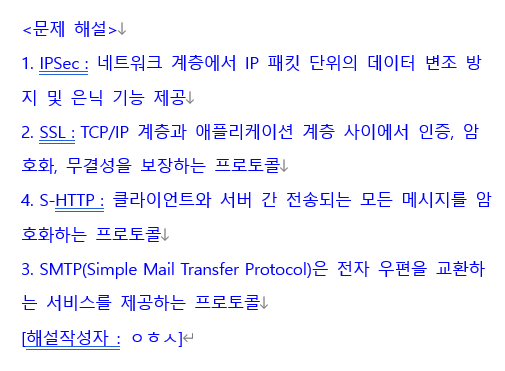 <문제 해설>
1. IPSec : 네트워크 계층에서 IP 패킷 단위의 데이터 변조 방
지 및 은닉 기능 제공
2. SSL : TCP/IP 계층과 애플리케이션 계층 사이에서 인증, 암
호화, 무결성을 보장하는 프로토콜
4. S-HTTP : 클라이언트와 서버 간 전송되는 모든 메시지를 암
호화하는 프로토콜
3. SMTP(Simple Mail Transfer Protocol)은 전자 우편을 교환하
는 서비스를 제공하는 프로토콜
[해설작성자 : ㅇㅎㅅ]